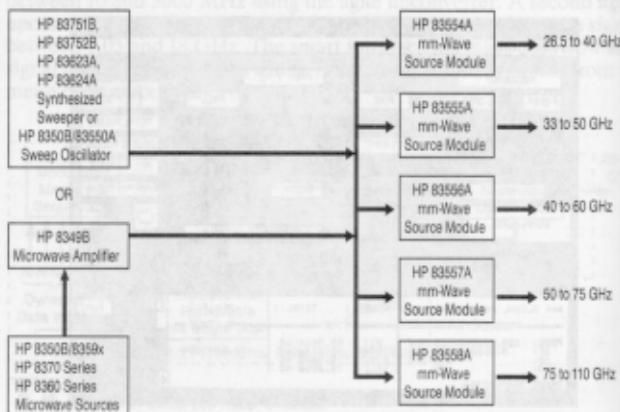 HP 83751B,
HP 83752B,
HP 83623A,
HP 83624A
Synthesized
Sweeper or
HP 8350B/83550A
Sweep Oscillator
OR
HP 8349B
Microwave Amplifier
HP 8350B/8359x
HP 8370 Series
HP 8360 Series
Microwave Sources
HP 83554A
mm-Wave
Source Module
26.5 to 40 GHz
HP 83555A
mm-Wave
Source Module
33 to 50 GHz
HP 83556A
mm-Wave
Source Module
40 to 60 GHz
HP 83557A
mm-Wave
Source Module
50 to 75 GHz
HP 83558A
mm-Wave
Source Module
75 to 110 GHz